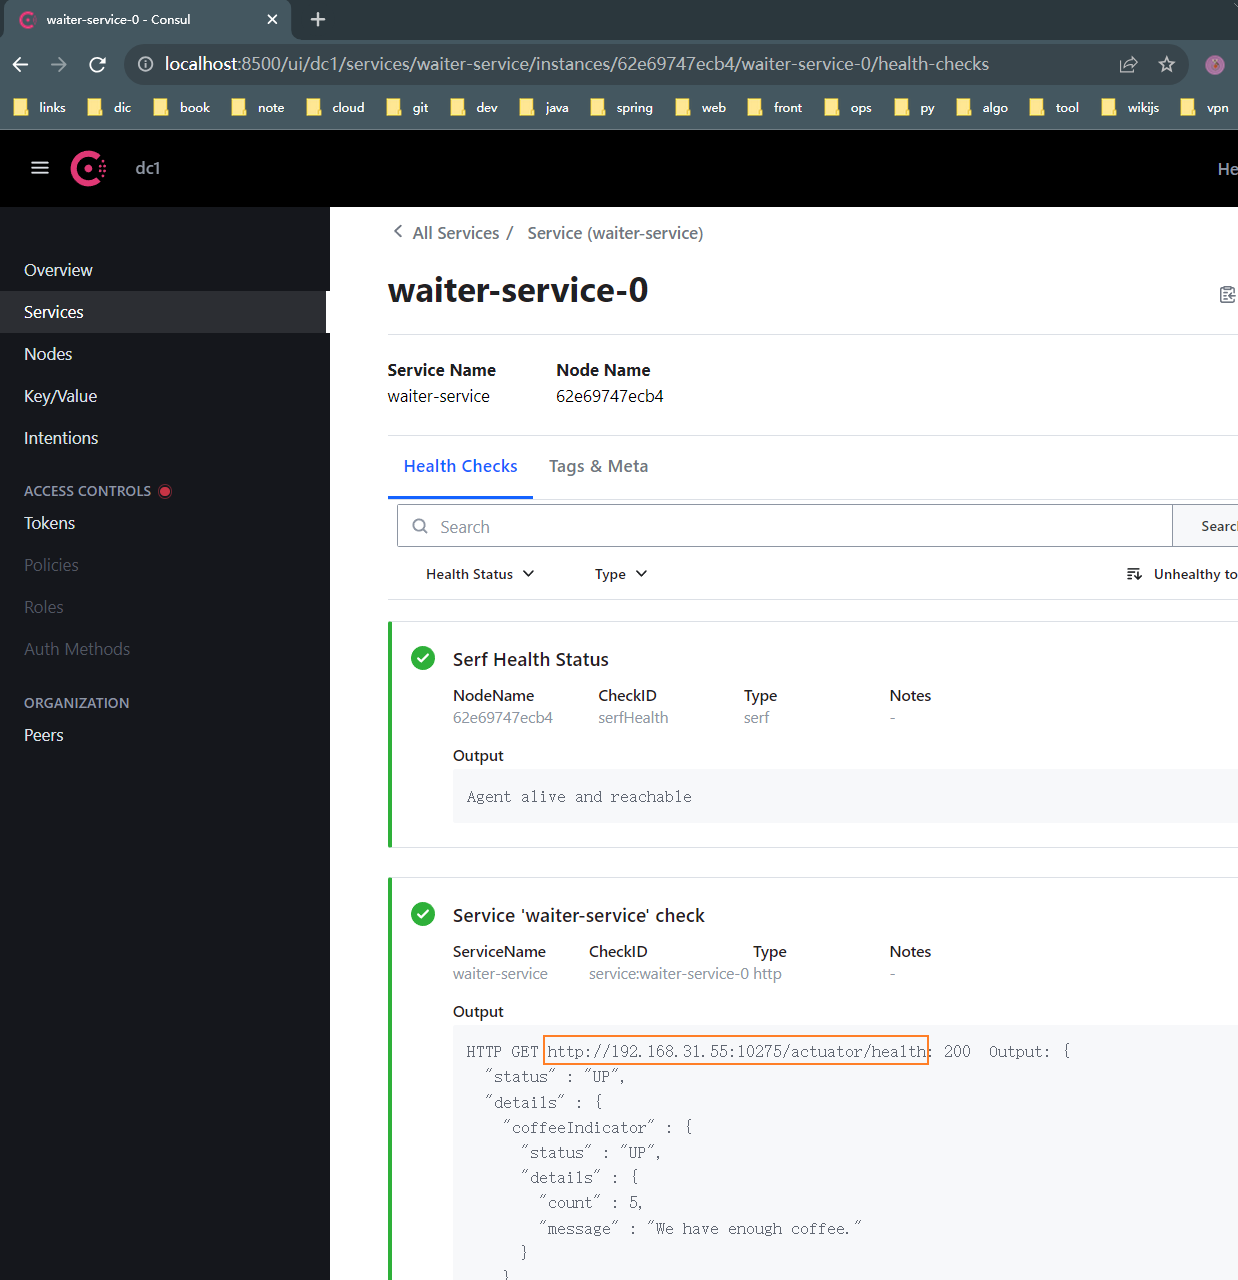 waiter-service-0 - Consul
localhost:8500/ui/dc1/services/waiter-service/instances/62e69747ecb4/waiter-service-0/health-checks
links dic book note cloud git dev java spring web front ops py algo tool wikijs vpn
dc1
He
Overview
Services
Nodes
Key/Value
Intentions
ACCESS CONTROLS
Tokens
Policies
Roles
Auth Methods
ORGANIZATION
Peers
All Services / Service (waiter-service)
waiter-service-0
Service Name Node Name
waiter-service 62e69747ecb4
Health Checks Tags & Meta
Search Searc
Health Status Type Unhealthy to
Serf Health Status
NodeName CheckID Type Notes
62e69747ecb4 serfHealth serf -
Output
Agent alive and reachable
Service 'waiter-service' check
ServiceName CheckID Type Notes
waiter-service service:waiter-service-0 http -
Output
HTTP GET http://192.168.31.55:10275/actuator/health: 200 Output: {
"status" : "UP",
"details" : {
"coffeeIndicator" : {
"status" : "UP",
"details" : {
"count" : 5,
"message" : "We have enough coffee."
}
}